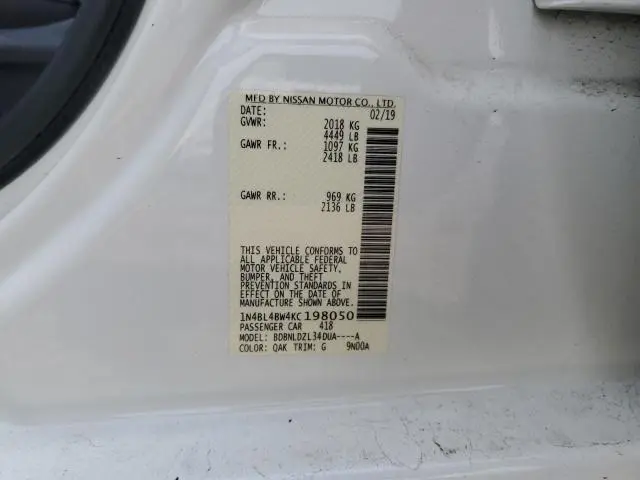 MFD BY NISSAN MOTOR CO., LTD.
DATE: 02/19
GVWR: 2018 KG
4449 LB
GAWR FR.: 1097 KG
2418 LB
GAWR RR.: 969 KG
2136 LB
THIS VEHICLE CONFORMS TO
ALL APPLICABLE FEDERAL
MOTOR VEHICLE SAFETY,
BUMPER, AND THEFT
PREVENTION STANDARDS IN
EFFECT ON THE DATE OF
MANUFACTURE SHOWN ABOVE.
1N4BL4BW4KC198050
PASSENGER CAR 418
MODEL: BDBNLDZL34DUA----A
COLOR: QAK TRIM: G 9N00A